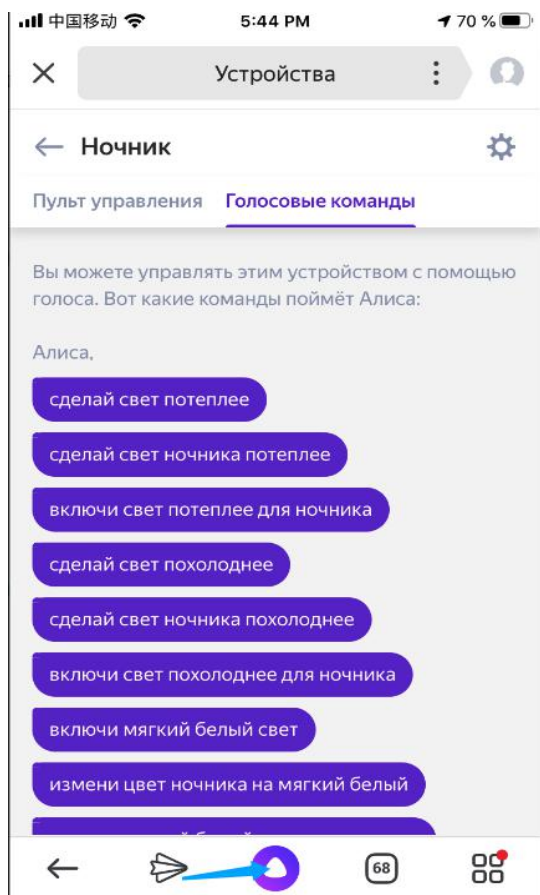 中国移动 5:44 PM 70 %
Устройства
Ночник
Пульт управления Голосовые команды
Вы можете управлять этим устройством с помощью
голоса. Вот какие команды поймёт Алиса:
Алиса,
сделай свет потеплее
сделай свет ночника потеплее
включи свет потеплее для ночника
сделай свет похолоднее
сделай свет ночника похолоднее
включи свет похолоднее для ночника
включи мягкий белый свет
измени цвет ночника на мягкий белый
68